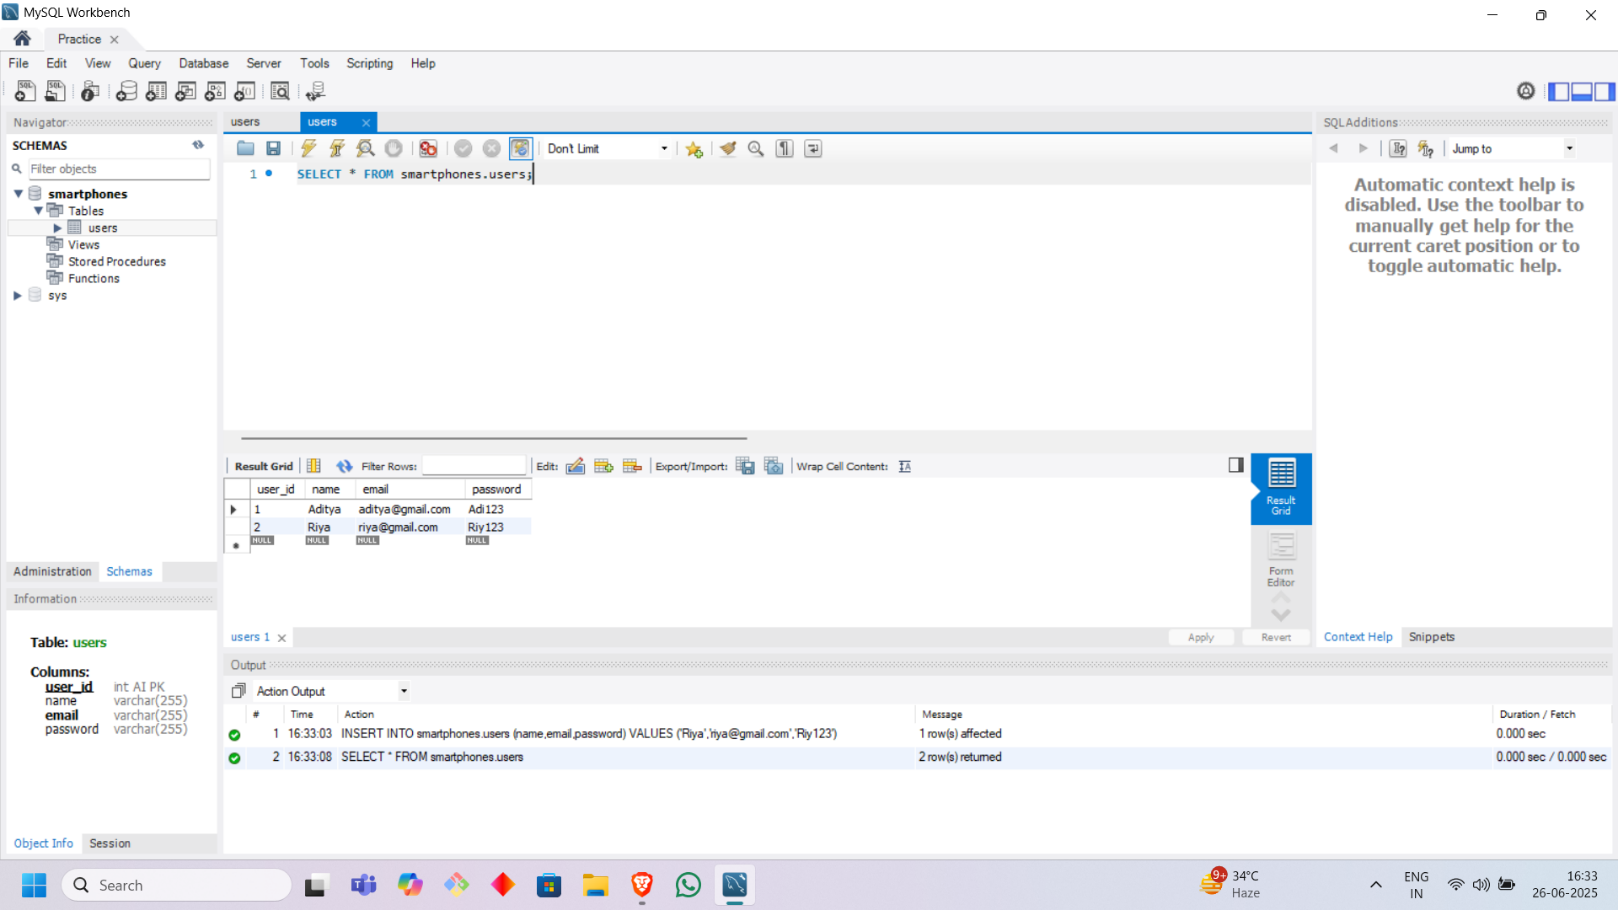 MySQL Workbench
Practice
File Edit View Query Database Server Tools Scripting Help
Navigator
SCHEMAS
Filter objects
smartphones
Tables
users
Views
Stored Procedures
Functions
sys
Administration Schemas
Information
Table: users
Columns:
user_id int AI PK
name varchar(255)
email varchar(255)
password varchar(255)
Object Info Session
users users
Don't Limit
1 SELECT * FROM smartphones.users;
Result Grid Filter Rows: Edit: Export/Import: Wrap Cell Content:
user_id name email password
1 Aditya aditya@gmail.com Adi123
2 Riya riya@gmail.com Riy123
NULL NULL NULL NULL
Result Grid
Form Editor
users 1 Apply Revert
Output
Action Output
# Time Action Message Duration / Fetch
1 16:33:03 INSERT INTO smartphones.users (name,email,password) VALUES ('Riya','riya@gmail.com','Riy123') 1 row(s) affected 0.000 sec
2 16:33:08 SELECT * FROM smartphones.users 2 row(s) returned 0.000 sec / 0.000 sec
SQLAdditions
Jump to
Automatic context help is
disabled. Use the toolbar to
manually get help for the
current caret position or to
toggle automatic help.
Context Help Snippets
Search
9+
34°C
Haze
ENG
IN
16:33
26-06-2025